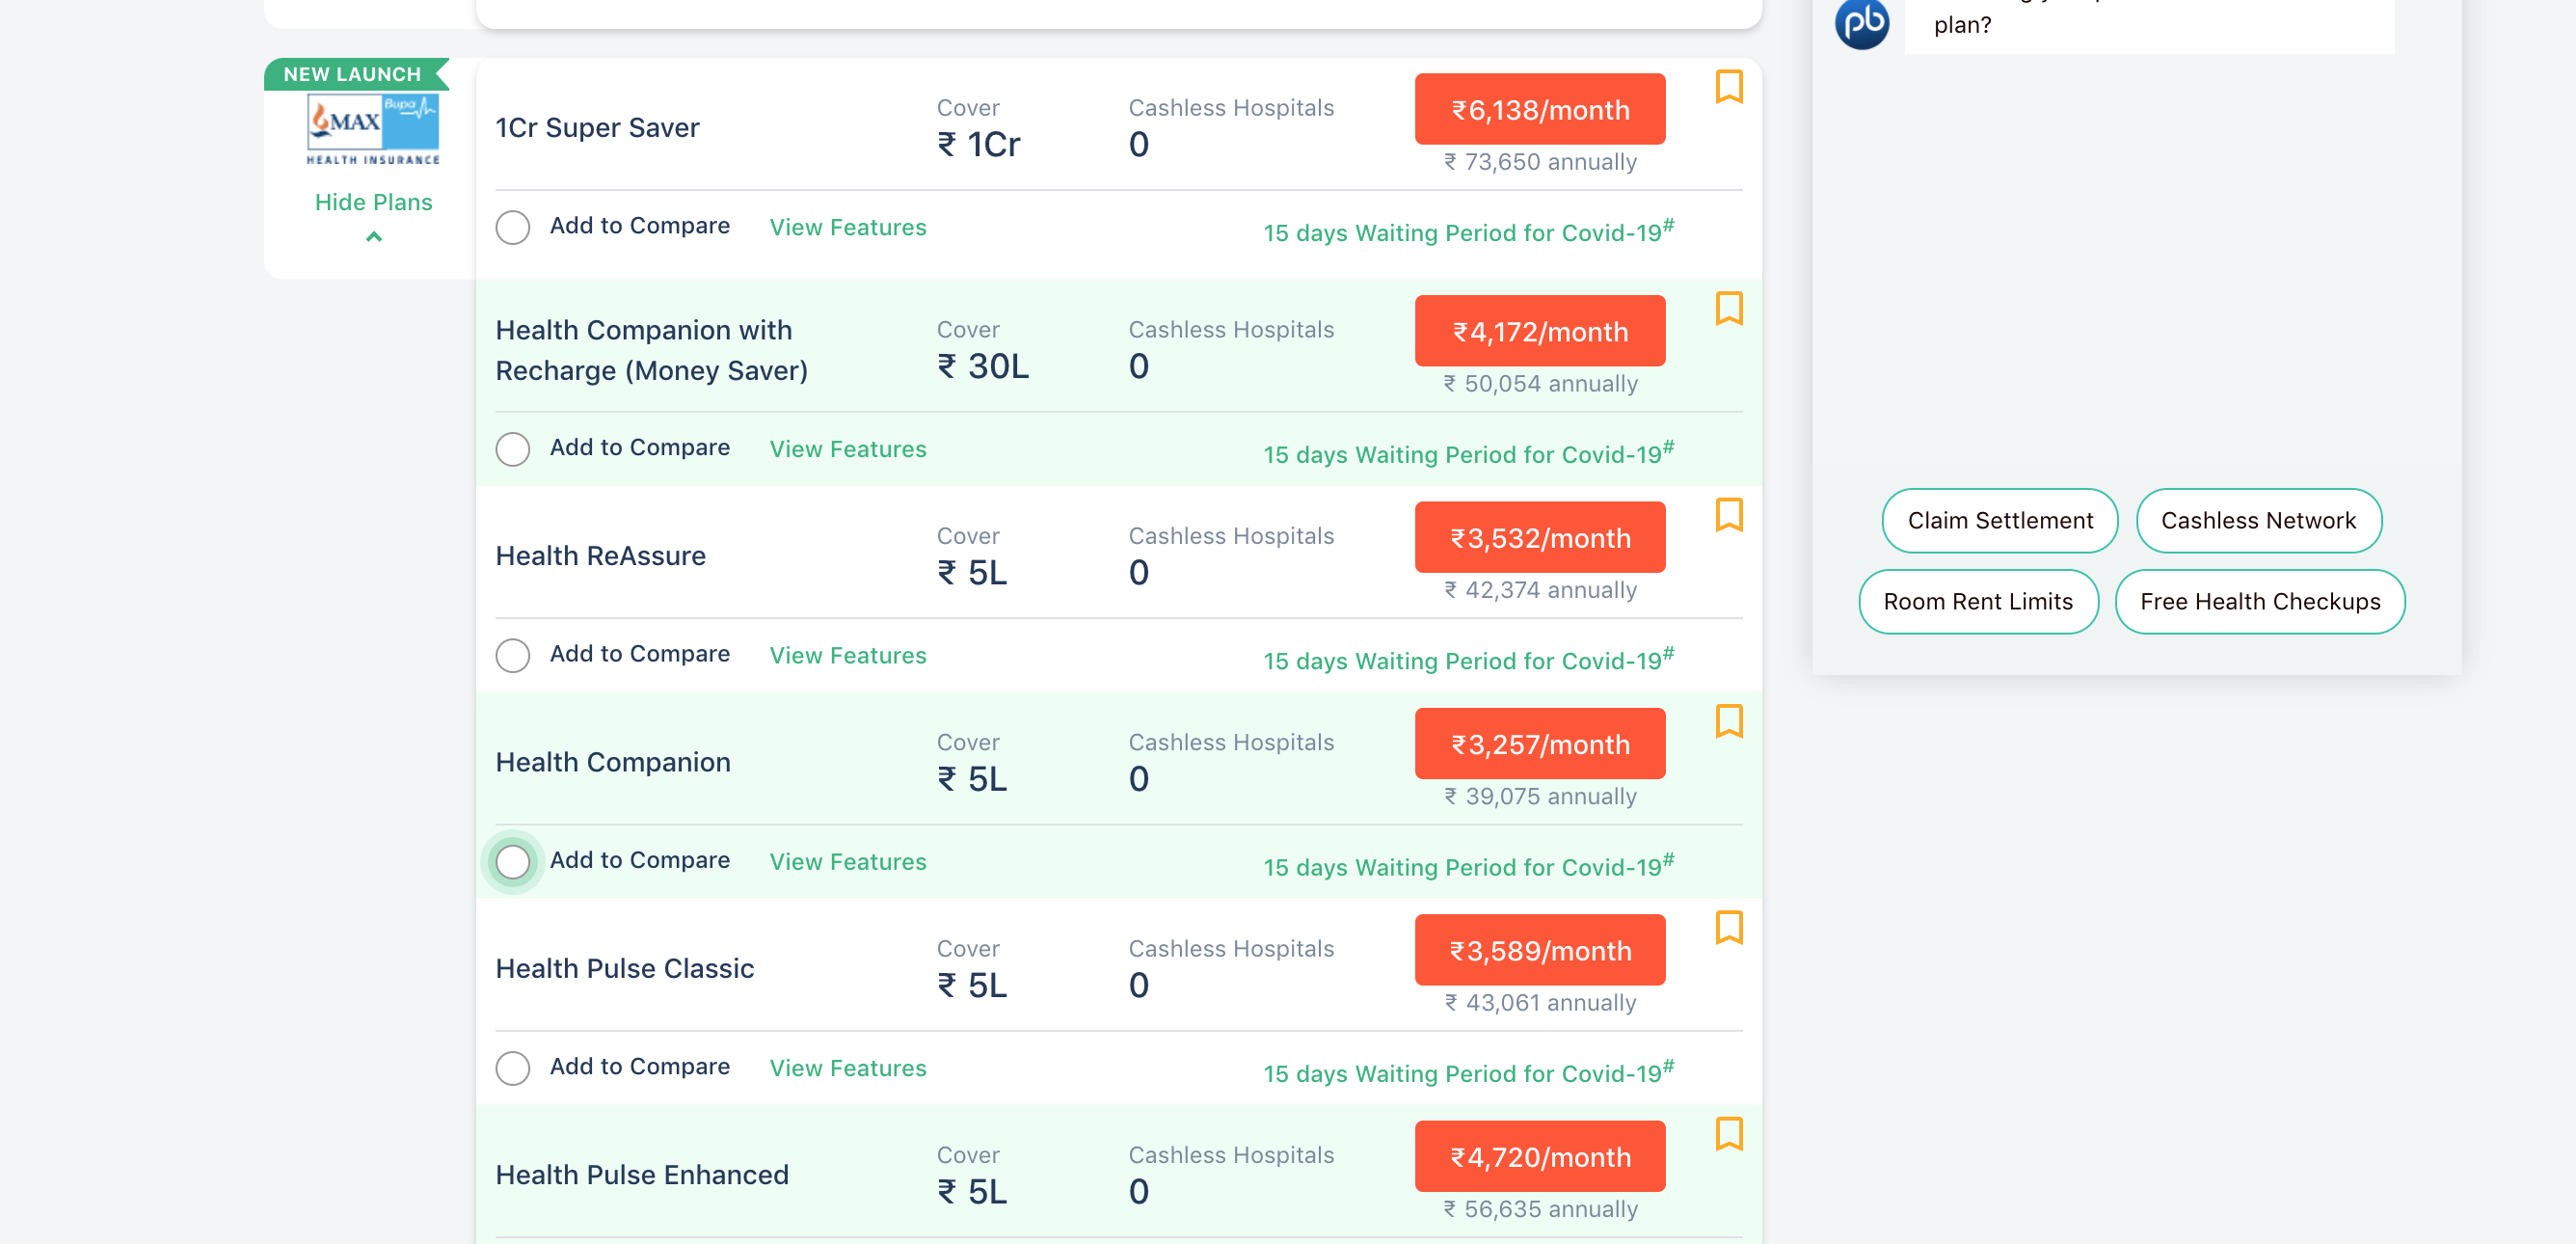 NEW LAUNCH
MAX Bupa
HEALTH INSURANCE
Hide Plans
1Cr Super Saver
Cover
₹ 1Cr
Cashless Hospitals
0
₹6,138/month
₹ 73,650 annually
Add to Compare
View Features
15 days Waiting Period for Covid-19#
Health Companion with
Recharge (Money Saver)
Cover
₹ 30L
Cashless Hospitals
0
₹4,172/month
₹ 50,054 annually
Add to Compare
View Features
15 days Waiting Period for Covid-19#
Health ReAssure
Cover
₹ 5L
Cashless Hospitals
0
₹3,532/month
₹ 42,374 annually
Add to Compare
View Features
15 days Waiting Period for Covid-19#
Health Companion
Cover
₹ 5L
Cashless Hospitals
0
₹3,257/month
₹ 39,075 annually
Add to Compare
View Features
15 days Waiting Period for Covid-19#
Health Pulse Classic
Cover
₹ 5L
Cashless Hospitals
0
₹3,589/month
₹ 43,061 annually
Add to Compare
View Features
15 days Waiting Period for Covid-19#
Health Pulse Enhanced
Cover
₹ 5L
Cashless Hospitals
0
₹4,720/month
₹ 56,635 annually
pb
plan?
Claim Settlement
Cashless Network
Room Rent Limits
Free Health Checkups